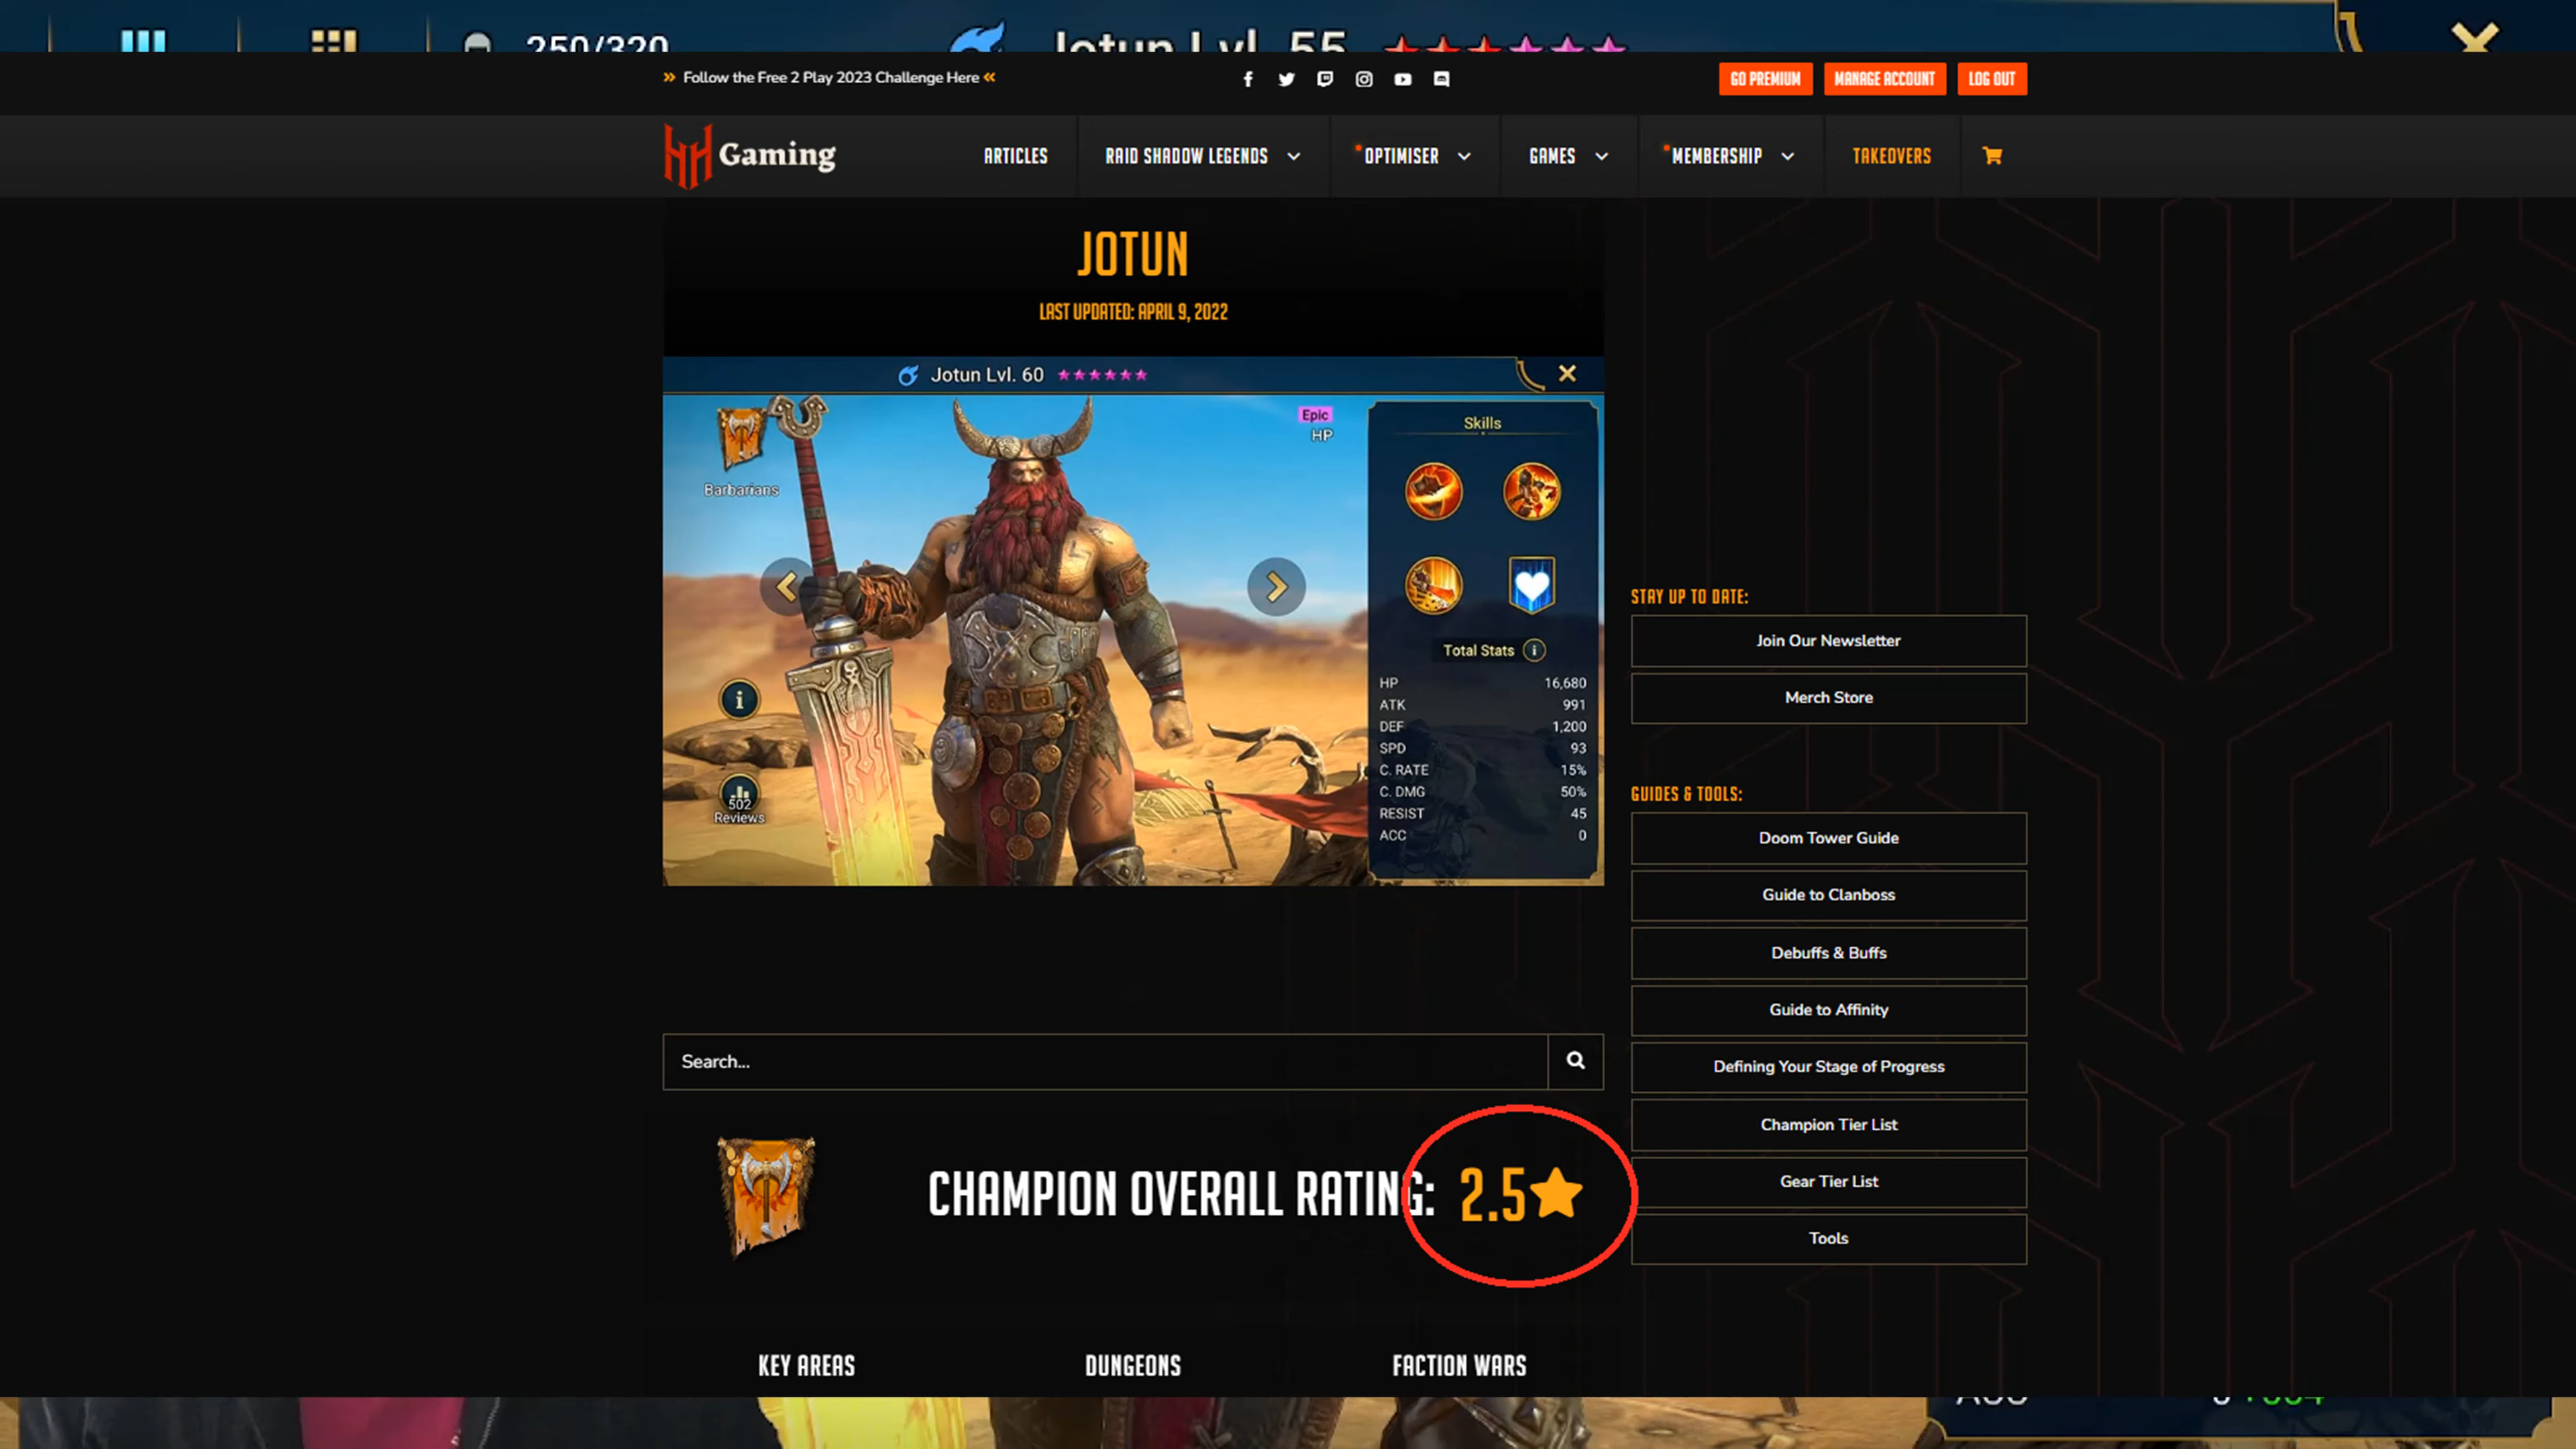 250/320
Jotun Lvl. 55
Follow the Free 2 Play 2023 Challenge Here
GO PREMIUM
MANAGE ACCOUNT
LOG OUT
HH Gaming
ARTICLES
RAID SHADOW LEGENDS
OPTIMISER
GAMES
MEMBERSHIP
TAKEOVERS
JOTUN
LAST UPDATED: APRIL 9, 2022
Jotun Lvl. 60
Barbarians
Epic
HP
Skills
Total Stats
HP 16,680
ATK 991
DEF 1,200
SPD 93
C. RATE 15%
C. DMG 50%
RESIST 45
ACC 0
502
Reviews
STAY UP TO DATE:
Join Our Newsletter
Merch Store
GUIDES & TOOLS:
Doom Tower Guide
Guide to Clanboss
Debuffs & Buffs
Guide to Affinity
Defining Your Stage of Progress
Champion Tier List
Gear Tier List
Tools
Search...
CHAMPION OVERALL RATING: 2.5
KEY AREAS
DUNGEONS
FACTION WARS